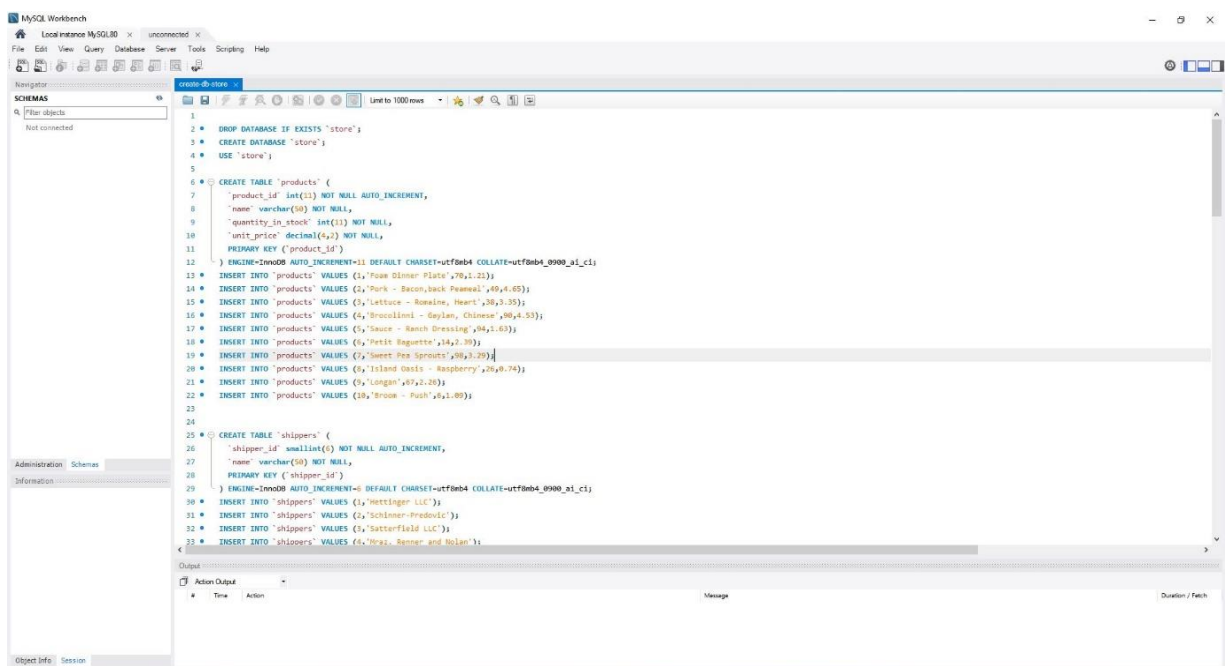 MySQL Workbench
Local instance MySQL80 × unconnected ×
File Edit View Query Database Server Tools Scripting Help
Navigator
SCHEMAS
Filter objects
Not connected
Administration Schemas
Information
Object Info Session
create-db-store ×
Limit to 1000 rows
1
2 DROP DATABASE IF EXISTS `store`;
3 CREATE DATABASE `store`;
4 USE `store`;
5
6 CREATE TABLE `products` (
7 `product_id` int(11) NOT NULL AUTO_INCREMENT,
8 `name` varchar(50) NOT NULL,
9 `quantity_in_stock` int(11) NOT NULL,
10 `unit_price` decimal(4,2) NOT NULL,
11 PRIMARY KEY (`product_id`)
12 ) ENGINE=InnoDB AUTO_INCREMENT=11 DEFAULT CHARSET=utf8mb4 COLLATE=utf8mb4_0900_ai_ci;
13 INSERT INTO `products` VALUES (1,'Foam Dinner Plate',70,1.21);
14 INSERT INTO `products` VALUES (2,'Pork - Bacon,back Peameal',49,4.65);
15 INSERT INTO `products` VALUES (3,'Lettuce - Romaine, Heart',38,3.35);
16 INSERT INTO `products` VALUES (4,'Brocolinni - Gaylan, Chinese',90,4.53);
17 INSERT INTO `products` VALUES (5,'Sauce - Ranch Dressing',94,1.63);
18 INSERT INTO `products` VALUES (6,'Petit Baguette',14,2.39);
19 INSERT INTO `products` VALUES (7,'Sweet Pea Sprouts',98,3.29);
20 INSERT INTO `products` VALUES (8,'Island Oasis - Raspberry',26,0.74);
21 INSERT INTO `products` VALUES (9,'Longan',67,2.26);
22 INSERT INTO `products` VALUES (10,'Broom - Push',6,1.09);
23
24
25 CREATE TABLE `shippers` (
26 `shipper_id` smallint(6) NOT NULL AUTO_INCREMENT,
27 `name` varchar(50) NOT NULL,
28 PRIMARY KEY (`shipper_id`)
29 ) ENGINE=InnoDB AUTO_INCREMENT=6 DEFAULT CHARSET=utf8mb4 COLLATE=utf8mb4_0900_ai_ci;
30 INSERT INTO `shippers` VALUES (1,'Hettinger LLC');
31 INSERT INTO `shippers` VALUES (2,'Schinner-Predovic');
32 INSERT INTO `shippers` VALUES (3,'Satterfield LLC');
33 INSERT INTO `shippers` VALUES (4,'Mraz, Renner and Nolan');
Output
Action Output
# Time Action Message Duration / Fetch